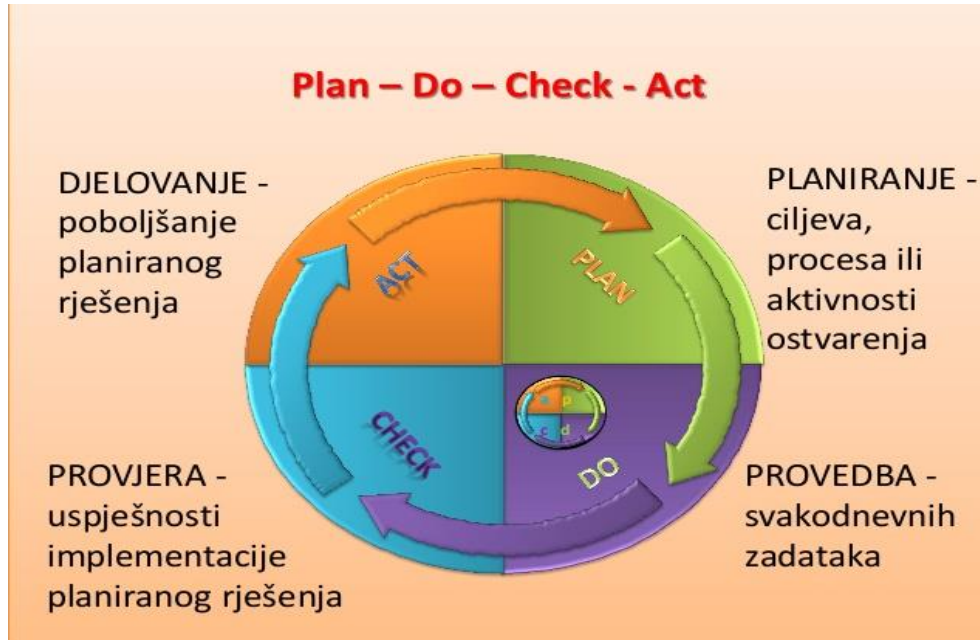 Plan – Do – Check - Act
DJELOVANJE -
poboljšanje
planiranog
rješenja
PLANIRANJE -
ciljeva,
procesa ili
aktivnosti
ostvarenja
ACT
PLAN
CHECK
DO
a
p
c
d
PROVJERA -
uspješnosti
implementacije
planiranog rješenja
PROVEDBA -
svakodnevnih
zadataka